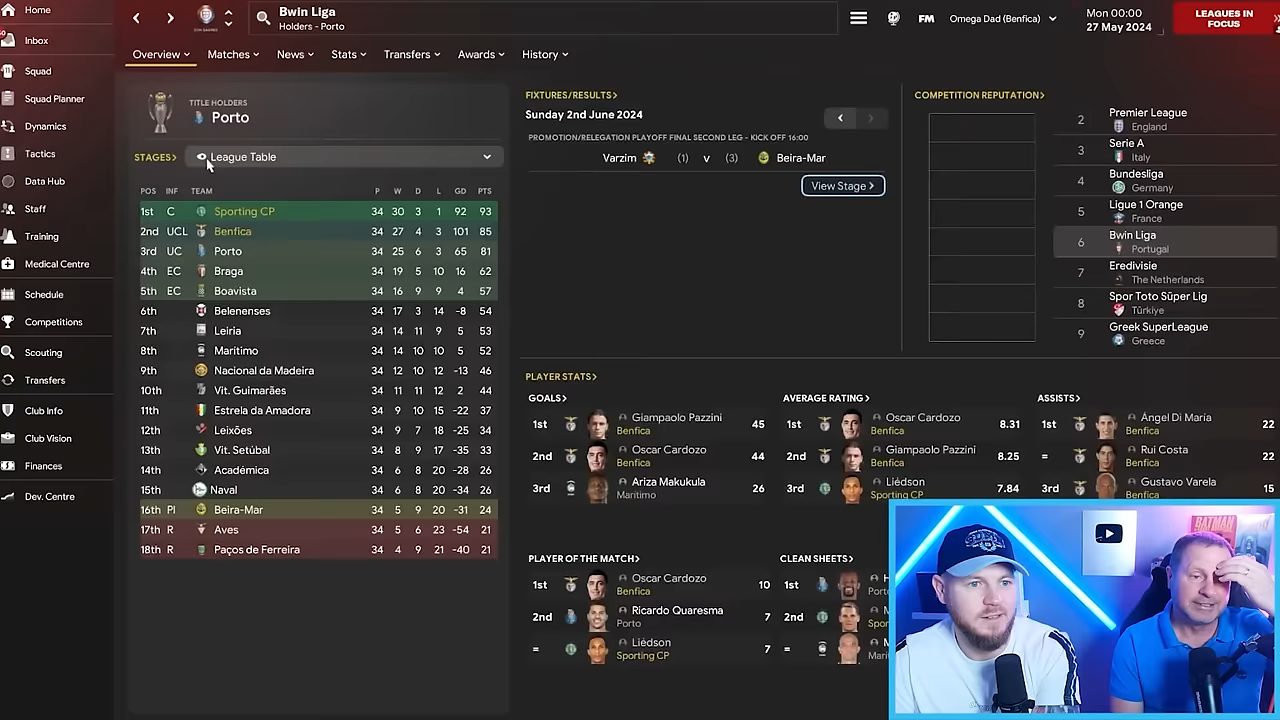 Home
Inbox
Squad
Squad Planner
Dynamics
Tactics
Data Hub
Staff
Training
Medical Centre
Schedule
Competitions
Scouting
Transfers
Club Info
Club Vision
Finances
Dev. Centre
Bwin Liga
Holders - Porto
FM
Omega Dad (Benfica)
Mon 00:00
27 May 2024
LEAGUES IN
FOCUS
Overview Matches News Stats Transfers Awards History
TITLE HOLDERS
Porto
STAGES> League Table
POS INF TEAM P W D L GD PTS
1st C Sporting CP 34 30 3 1 92 93
2nd UCL Benfica 34 27 4 3 101 85
3rd UC Porto 34 25 6 3 65 81
4th EC Braga 34 19 5 10 16 62
5th EC Boavista 34 16 9 9 4 57
6th Belenenses 34 17 3 14 -8 54
7th Leiria 34 14 11 9 5 53
8th Marítimo 34 14 10 10 5 52
9th Nacional da Madeira 34 12 10 12 -13 46
10th Vit. Guimarães 34 11 11 12 2 44
11th Estrela da Amadora 34 9 10 15 -22 37
12th Leixões 34 9 7 18 -25 34
13th Vit. Setúbal 34 8 9 17 -35 33
14th Académica 34 6 8 20 -28 26
15th Naval 34 6 8 20 -34 26
16th Pl Beira-Mar 34 5 9 20 -31 24
17th R Aves 34 5 6 23 -54 21
18th R Paços de Ferreira 34 4 9 21 -40 21
FIXTURES/RESULTS>
Sunday 2nd June 2024
PROMOTION/RELEGATION PLAYOFF FINAL SECOND LEG - KICK OFF 16:00
Varzim (1) v (3) Beira-Mar
View Stage >
COMPETITION REPUTATION>
2 Premier League
England
3 Serie A
Italy
4 Bundesliga
Germany
5 Ligue 1 Orange
France
6 Bwin Liga
Portugal
7 Eredivisie
The Netherlands
8 Spor Toto Süper Lig
Türkiye
9 Greek SuperLeague
Greece
PLAYER STATS>
GOALS>
1st Giampaolo Pazzini 45
Benfica
2nd Oscar Cardozo 44
Benfica
3rd Ariza Makukula 26
Marítimo
AVERAGE RATING>
1st Oscar Cardozo 8.31
Benfica
2nd Giampaolo Pazzini 8.25
Benfica
3rd Liédson 7.84
Sporting CP
ASSISTS>
1st Ángel Di María 22
Benfica
= Rui Costa 22
Benfica
3rd Gustavo Varela 15
Benfica
PLAYER OF THE MATCH>
1st Oscar Cardozo 10
Benfica
2nd Ricardo Quaresma 7
Porto
= Liédson 7
Sporting CP
CLEAN SHEETS>
1st H
Port
2nd M
Spor
= M
Mari
BATMAN